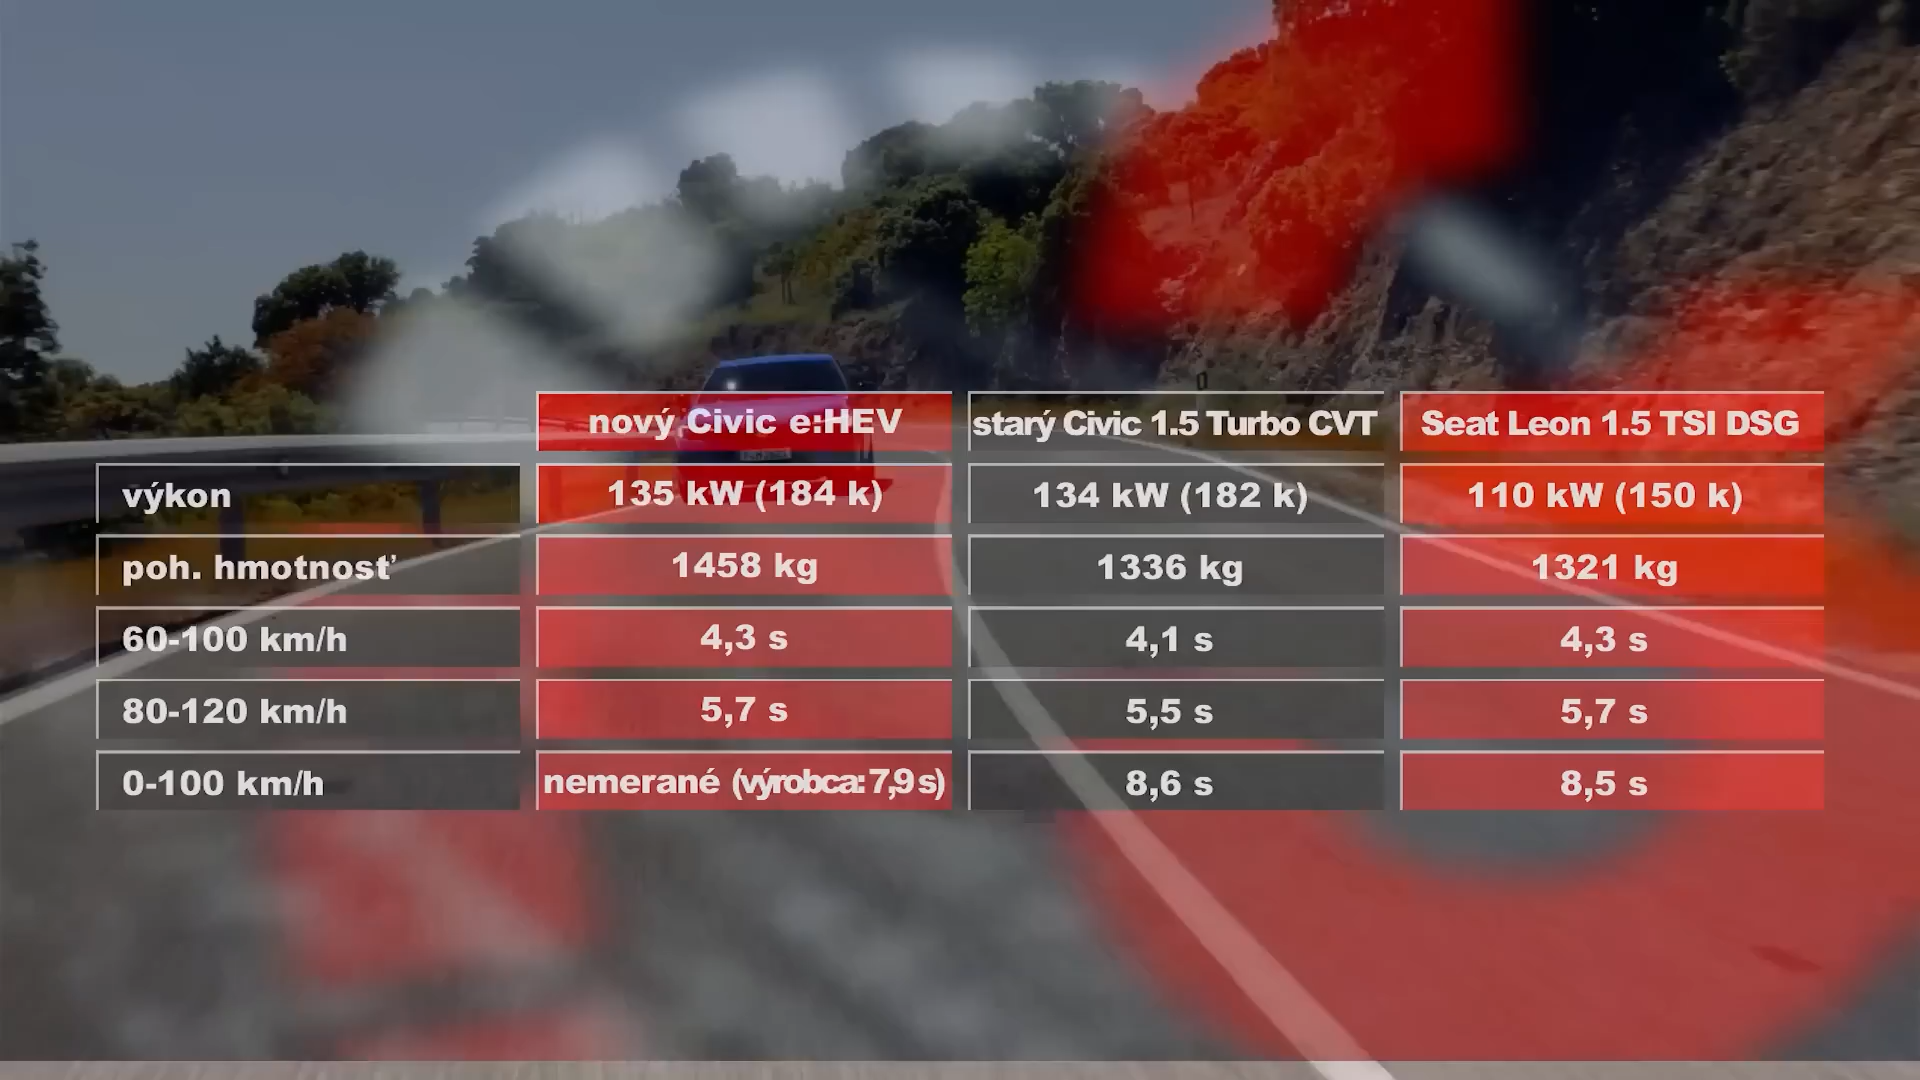 nový Civic e:HEV starý Civic 1.5 Turbo CVT Seat Leon 1.5 TSI DSG
výkon 135 kW (184 k) 134 kW (182 k) 110 kW (150 k)
poh. hmotnosť 1458 kg 1336 kg 1321 kg
60-100 km/h 4,3 s 4,1 s 4,3 s
80-120 km/h 5,7 s 5,5 s 5,7 s
0-100 km/h nemerané (výrobca: 7,9 s) 8,6 s 8,5 s